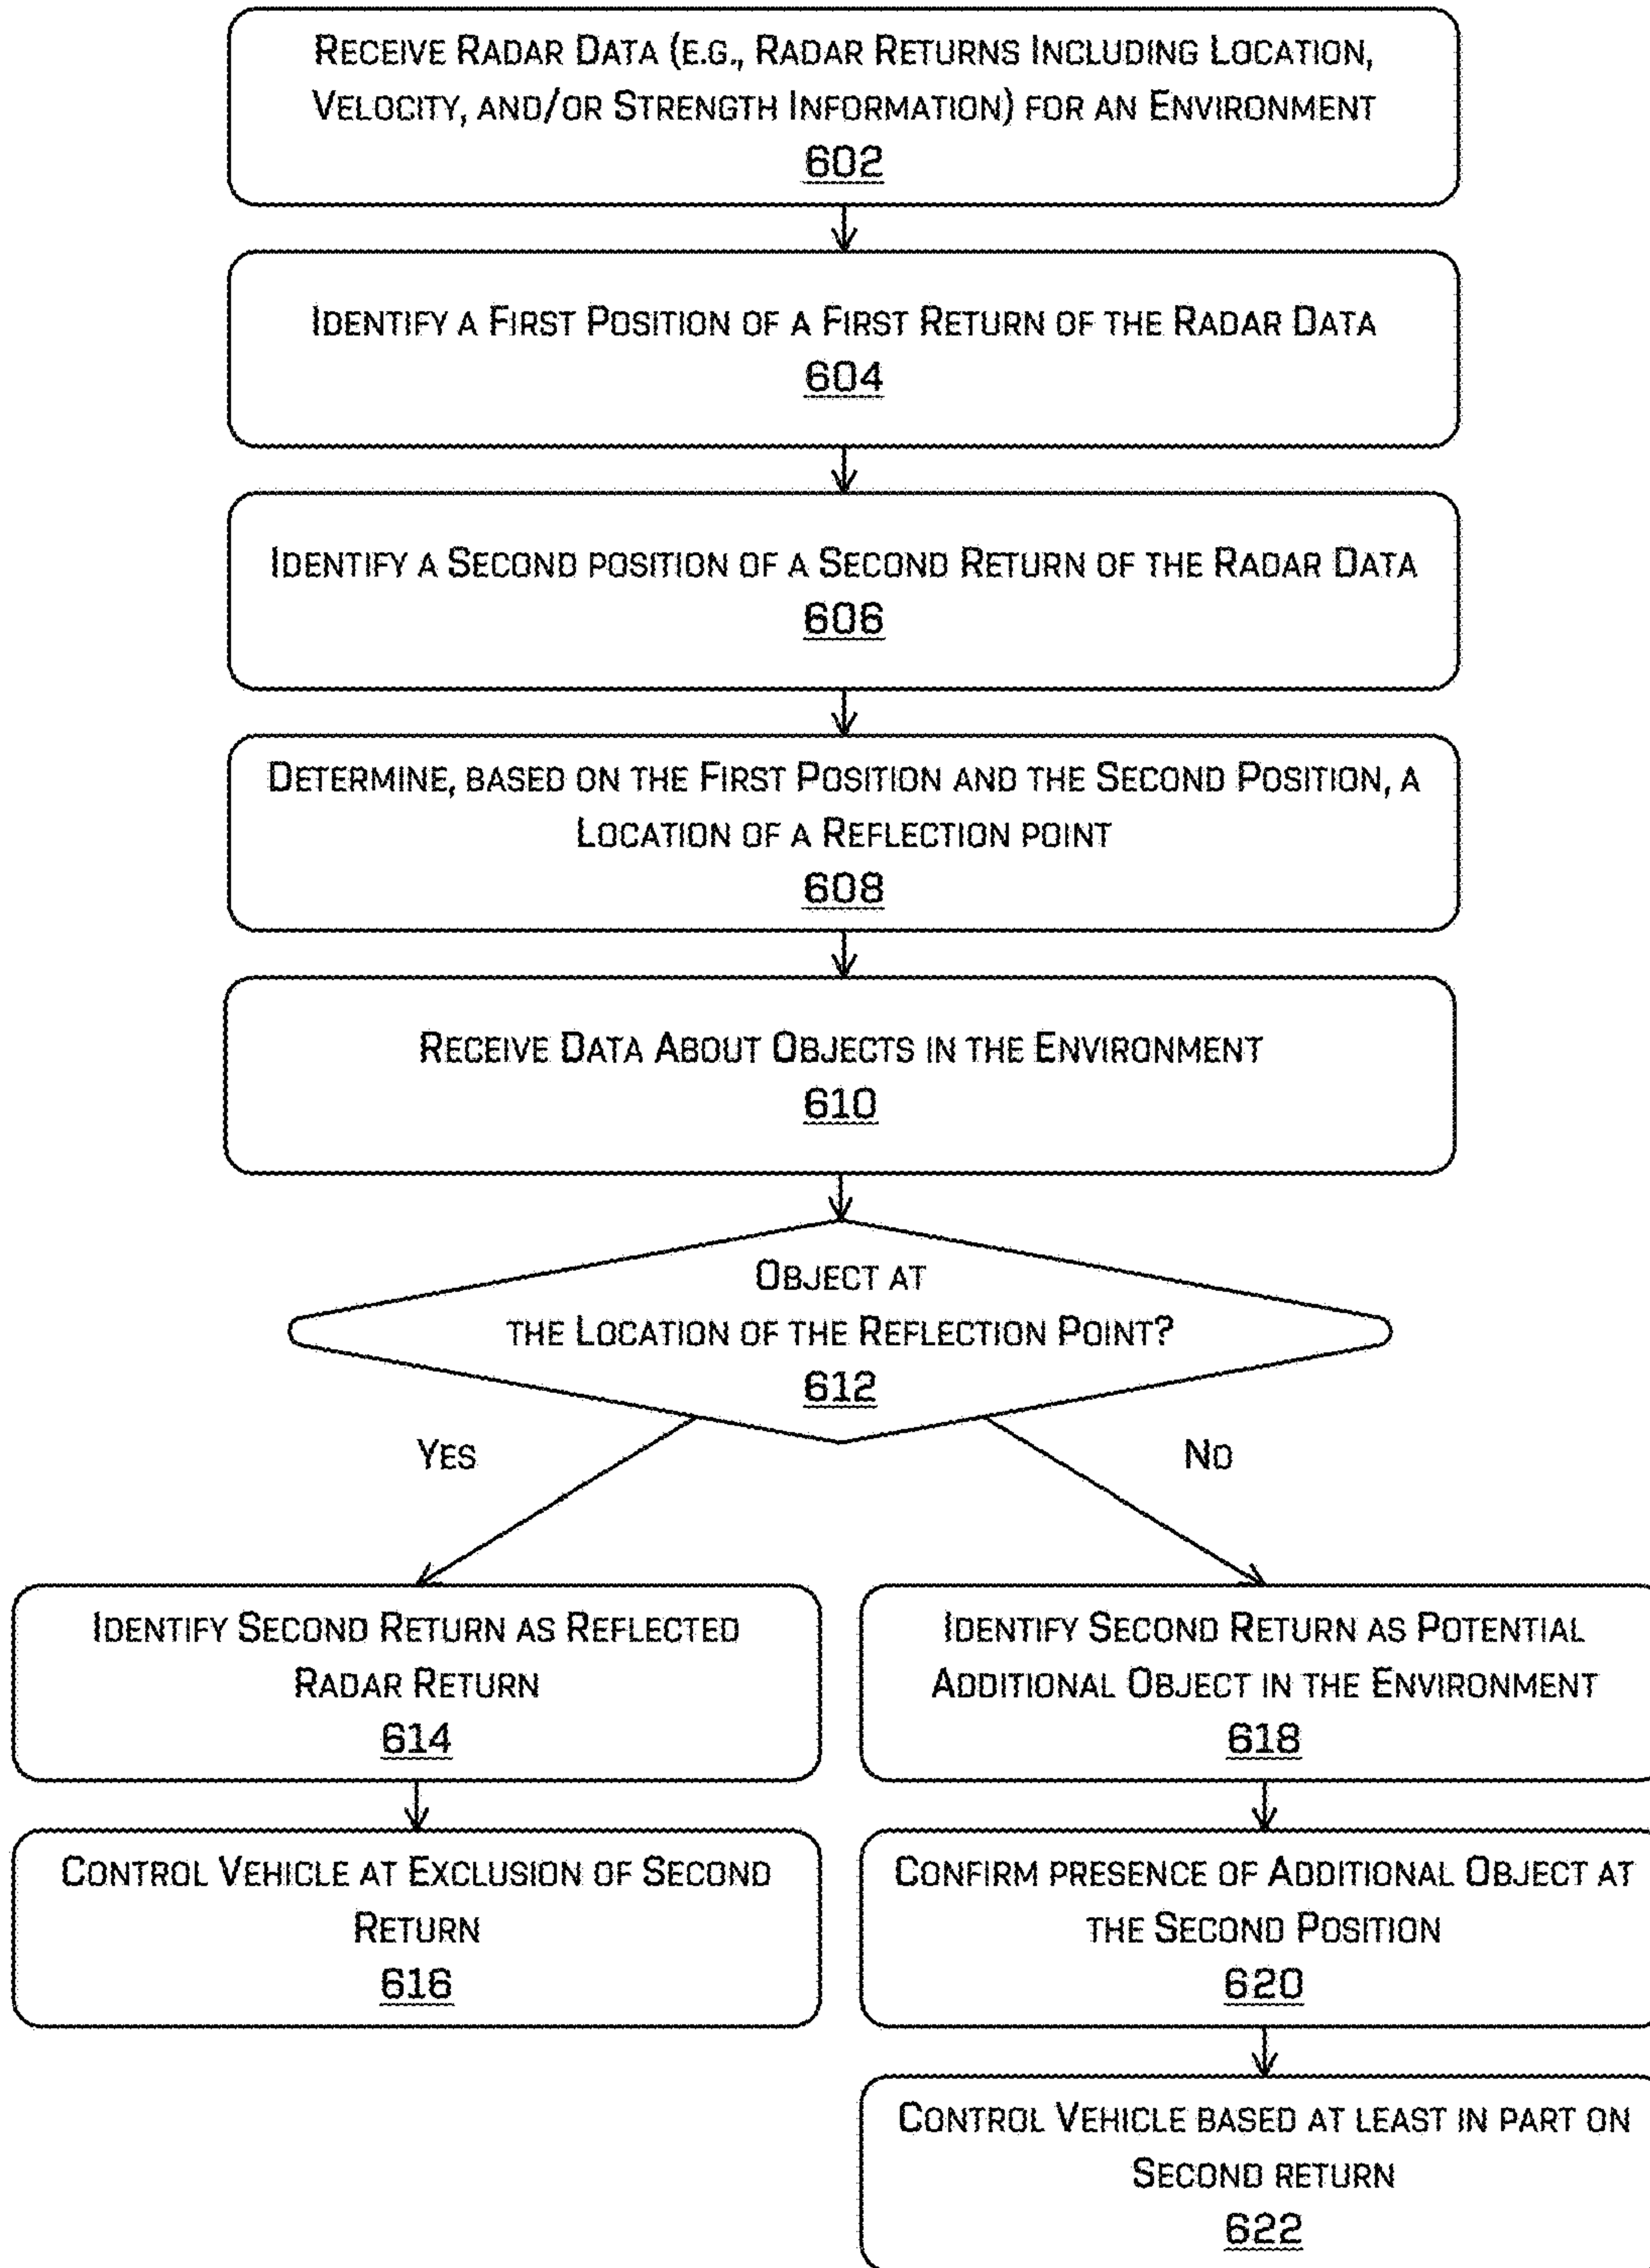 RECEIVE RADAR DATA (E.G., RADAR RETURNS INCLUDING LOCATION,
VELOCITY, AND/OR STRENGTH INFORMATION) FOR AN ENVIRONMENT
602
IDENTIFY A FIRST POSITION OF A FIRST RETURN OF THE RADAR DATA
604
IDENTIFY A SECOND POSITION OF A SECOND RETURN OF THE RADAR DATA
606
DETERMINE, BASED ON THE FIRST POSITION AND THE SECOND POSITION, A
LOCATION OF A REFLECTION POINT
608
RECEIVE DATA ABOUT OBJECTS IN THE ENVIRONMENT
610
OBJECT AT
THE LOCATION OF THE REFLECTION POINT?
612
YES
NO
IDENTIFY SECOND RETURN AS REFLECTED
RADAR RETURN
614
CONTROL VEHICLE AT EXCLUSION OF SECOND
RETURN
616
IDENTIFY SECOND RETURN AS POTENTIAL
ADDITIONAL OBJECT IN THE ENVIRONMENT
618
CONFIRM PRESENCE OF ADDITIONAL OBJECT AT
THE SECOND POSITION
620
CONTROL VEHICLE BASED AT LEAST IN PART ON
SECOND RETURN
622